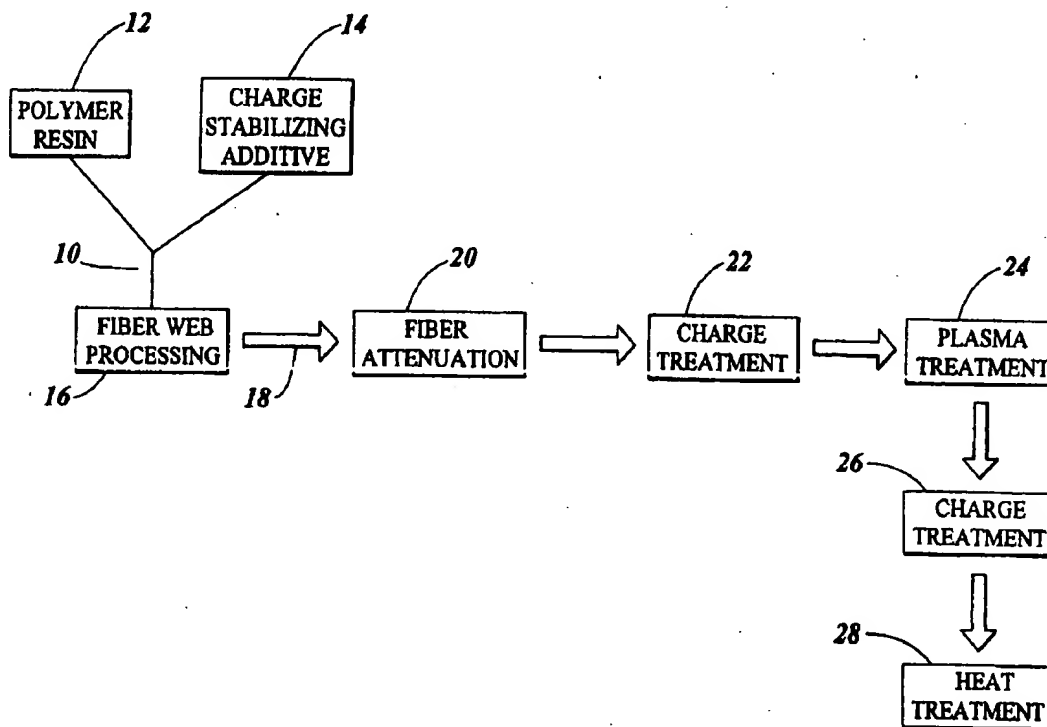 12
14
POLYMER
RESIN
CHARGE
STABILIZING
ADDITIVE
10
20
22
24
FIBER WEB
PROCESSING
FIBER
ATTENUATION
CHARGE
TREATMENT
PLASMA
TREATMENT
16
18
26
CHARGE
TREATMENT
28
HEAT
TREATMENT